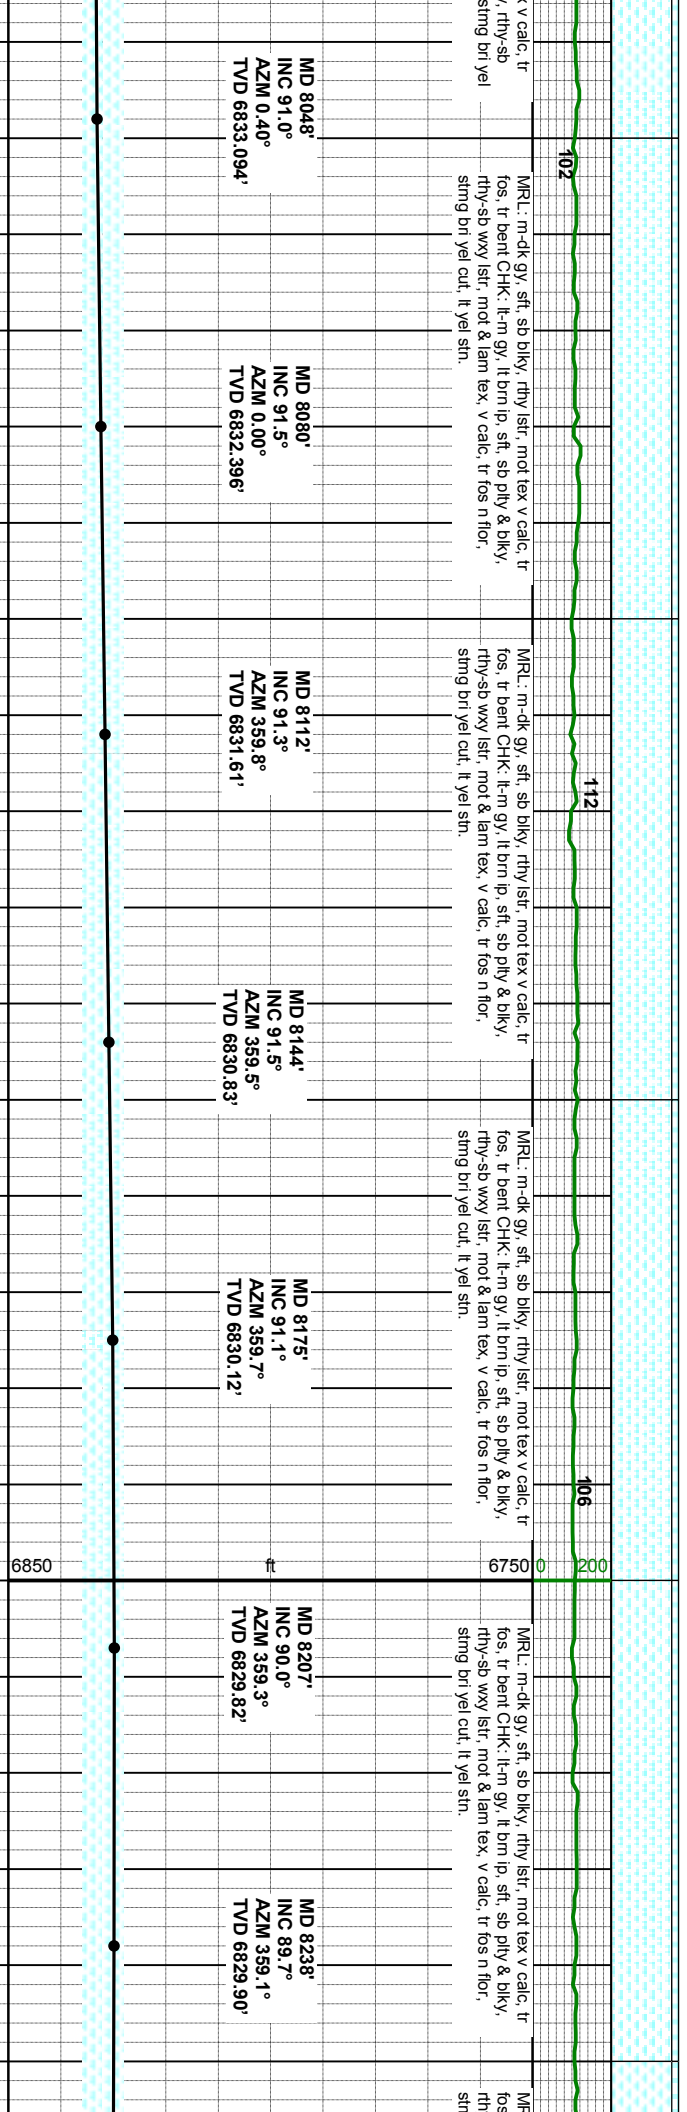 x v calc, tr
, rthy-sb
stmg bri yel
MD 8048'
INC 91.0°
AZM 0.40°
TVD 6833.094'
102
MRL: m-dk gy, sft, sb blky, rthy lstr, mot tex v calc, tr
fos, tr bent CHK: lt-m gy, lt brn ip, sft, sb plty & blky,
rthy-sb wxy lstr, mot & lam tex, v calc, tr fos n flor,
stmg bri yel cut, lt yel stn.
MD 8080'
INC 91.5°
AZM 0.00°
TVD 6832.396'
MRL: m-dk gy, sft, sb blky, rthy lstr, mot tex v calc, tr
fos, tr bent CHK: lt-m gy, lt brn ip, sft, sb plty & blky,
rthy-sb wxy lstr, mot & lam tex, v calc, tr fos n flor,
stmg bri yel cut, lt yel stn.
MD 8112'
INC 91.3°
AZM 359.8°
TVD 6831.61'
112
MD 8144'
INC 91.5°
AZM 359.5°
TVD 6830.83'
MRL: m-dk gy, sft, sb blky, rthy lstr, mot tex v calc, tr
fos, tr bent CHK: lt-m gy, lt brn ip, sft, sb plty & blky,
rthy-sb wxy lstr, mot & lam tex, v calc, tr fos n flor,
stmg bri yel cut, lt yel stn.
MD 8175'
INC 91.1°
AZM 359.7°
TVD 6830.12'
106
6850 ft 6750 0 200
MD 8207'
INC 90.0°
AZM 359.3°
TVD 6829.82'
MRL: m-dk gy, sft, sb blky, rthy lstr, mot tex v calc, tr
fos, tr bent CHK: lt-m gy, lt brn ip, sft, sb plty & blky,
rthy-sb wxy lstr, mot & lam tex, v calc, tr fos n flor,
stmg bri yel cut, lt yel stn.
MD 8238'
INC 89.7°
AZM 359.1°
TVD 6829.90'
fos
rth
stn